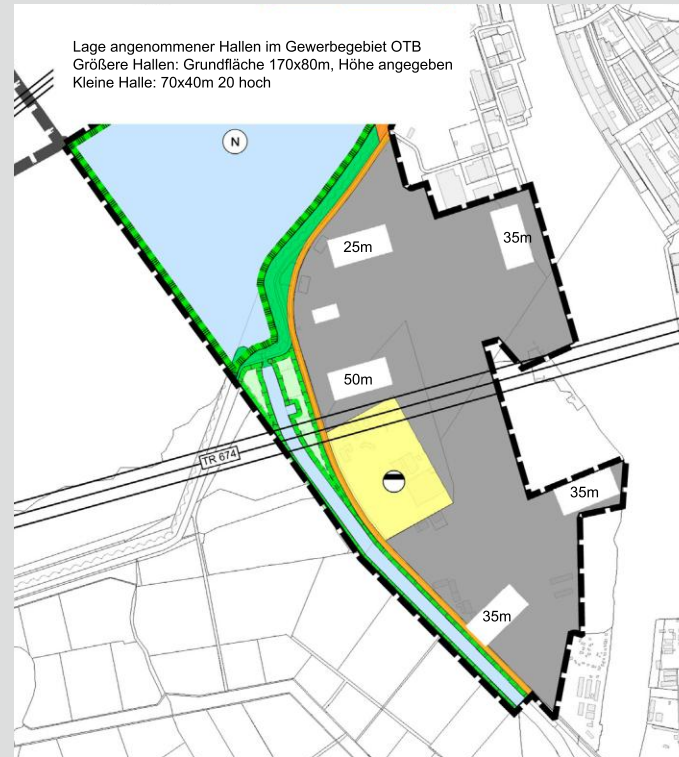 Lage angenommener Hallen im Gewerbegebiet OTB
Größere Hallen: Grundfläche 170x80m, Höhe angegeben
Kleine Halle: 70x40m 20 hoch
N
25m
35m
50m
TR 674
35m
35m